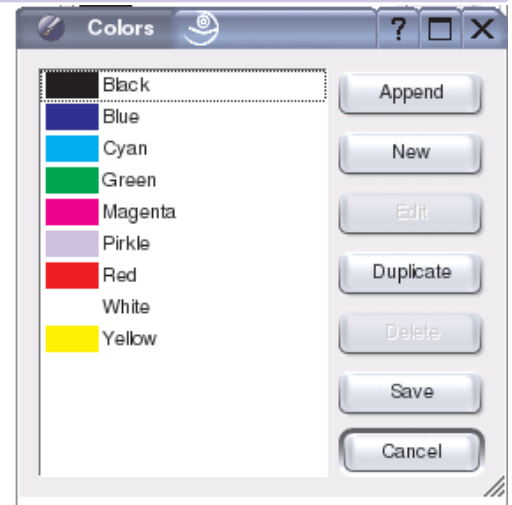 Colors ?
Black
Blue
Cyan
Green
Magenta
Pirkle
Red
White
Yellow
Append
New
Edit
Duplicate
Delete
Save
Cancel